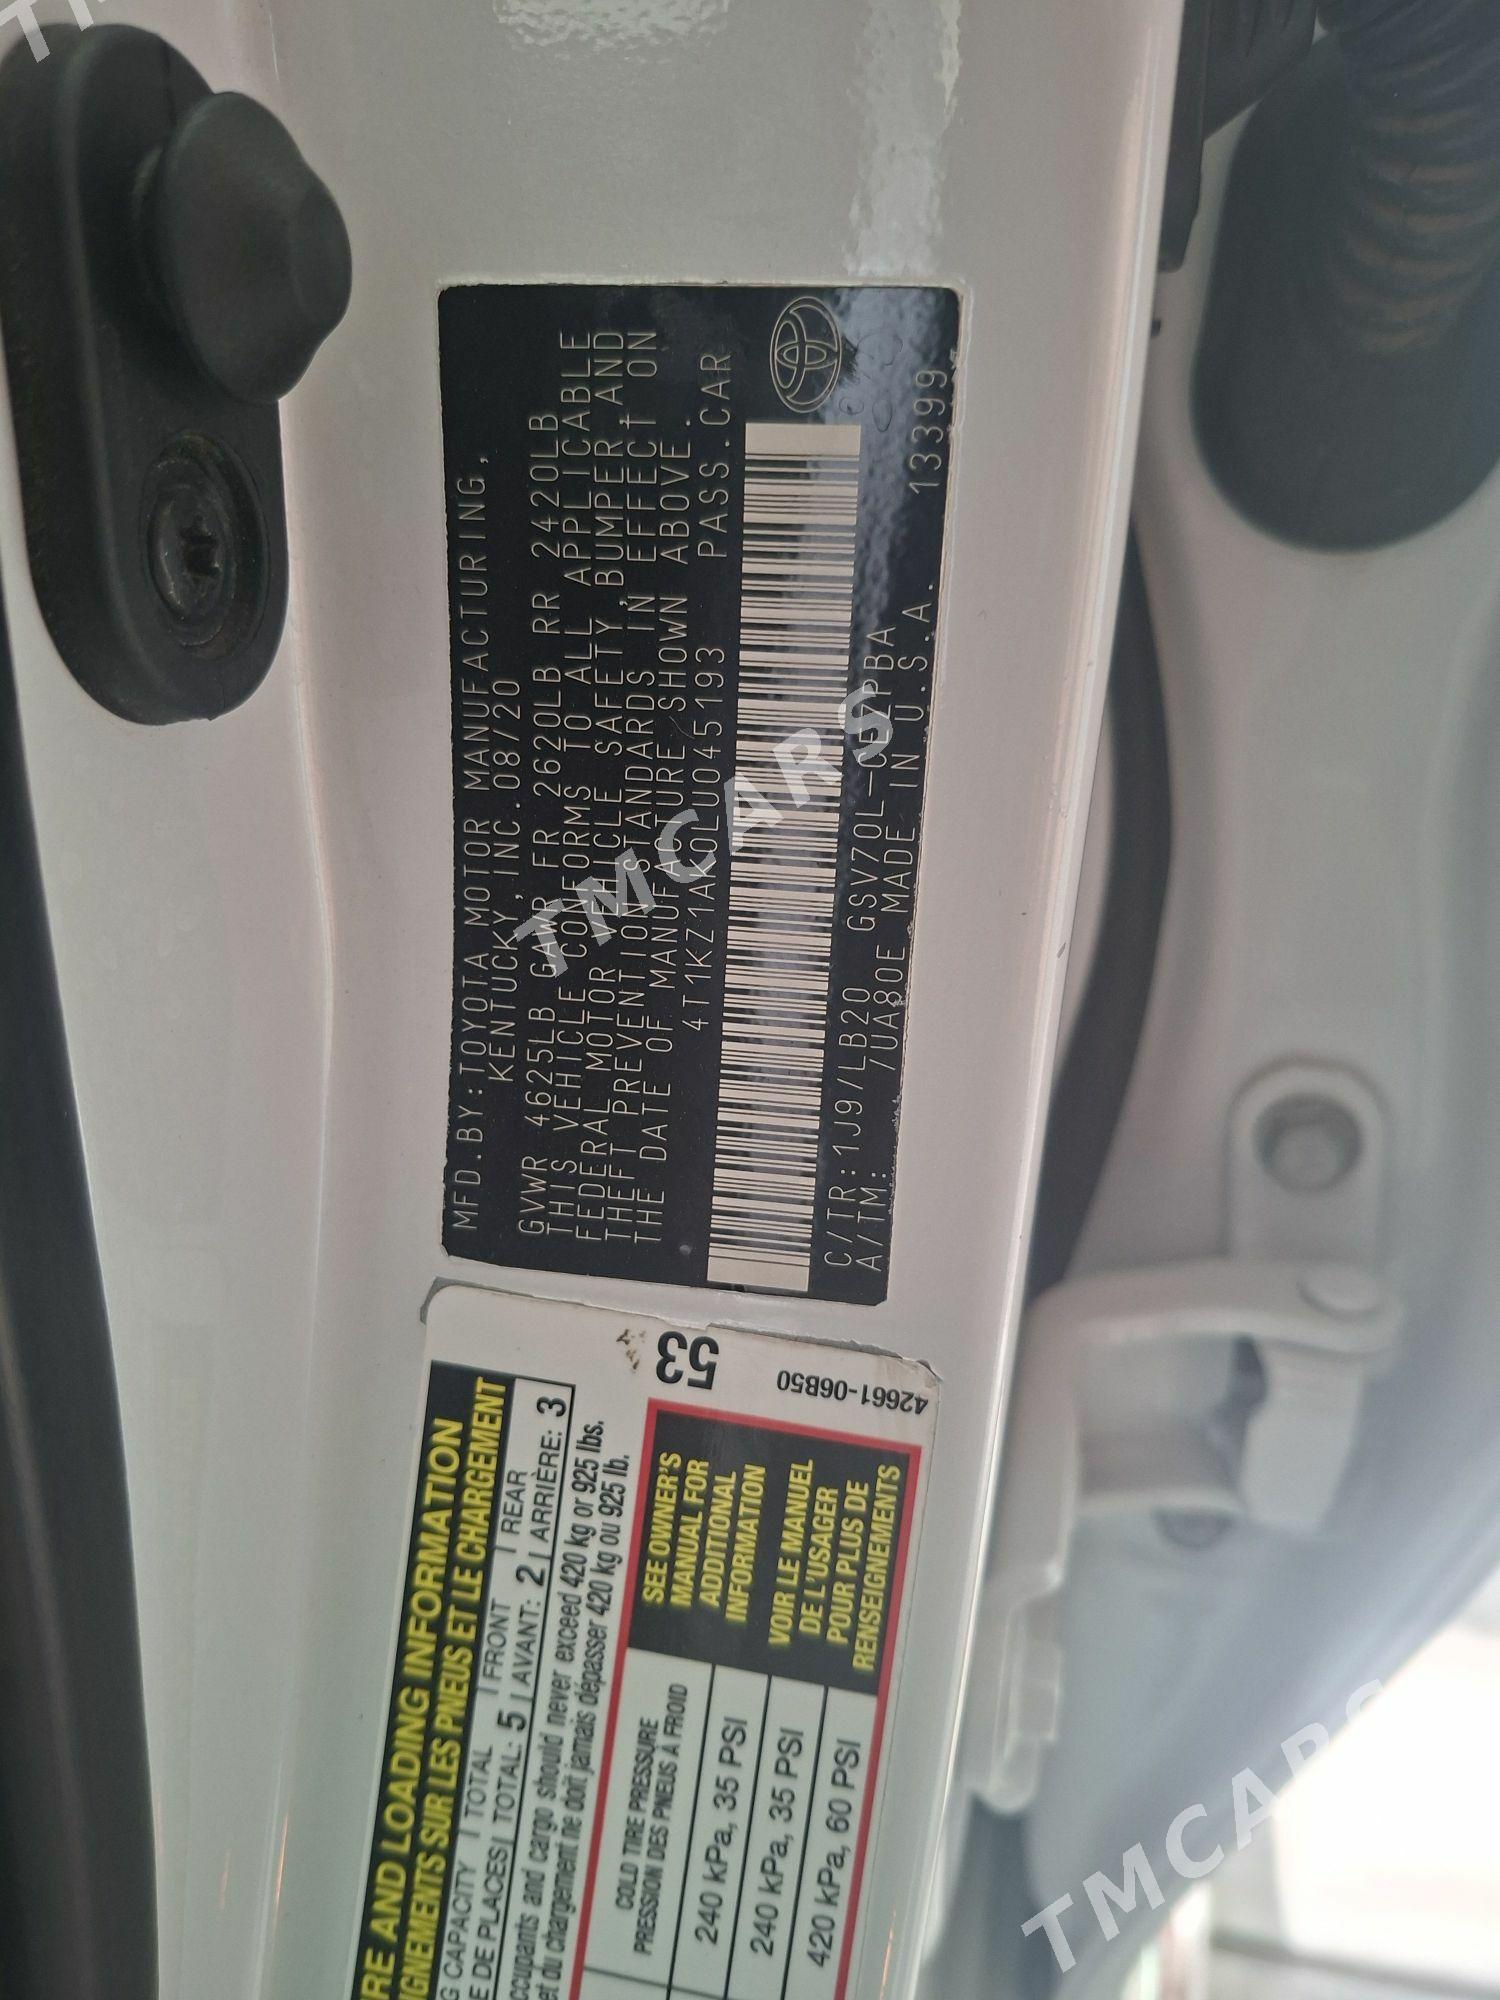 MFD.BY:TOYOTA MOTOR MANUFACTURING,
KENTUCKY,INC.08/20
GVWR 4625LB GAWR FR 2620LB RR 2420LB
THIS VEHICLE CONFORMS TO ALL APPLICABLE
FEDERAL MOTOR VEHICLE SAFETY,BUMPER,AND
THEFT PREVENTION STANDARDS IN EFFECT ON
THE DATE OF MANUFACTURE SHOWN ABOVE.
PASS.CAR
C/TR:1J9/LB20 GSV70L-CEZPBA
A/TM: /UA80E MADE IN U.S.A. 13399
53
42661-06B50
RE AND LOADING INFORMATION
IGNEMENTS SUR LES PNEUS ET LE CHARGEMENT
G CAPACITY TOTAL FRONT REAR
E DE PLACES TOTAL: 5 AVANT: 2 ARRIÈRE: 3
ccupants and cargo should never exceed 420 kg or 925 lbs.
et du chargement ne doit jamais dépasser 420 kg ou 925 lb.
COLD TIRE PRESSURE
PRESSION DES PNEUS À FROID
240 kPa, 35 PSI
240 kPa, 35 PSI
420 kPa, 60 PSI
SEE OWNER'S
MANUAL FOR
ADDITIONAL
INFORMATION
VOIR LE MANUEL
DE L'USAGER
POUR PLUS DE
RENSEIGNEMENTS
TMCARS
TMCARS